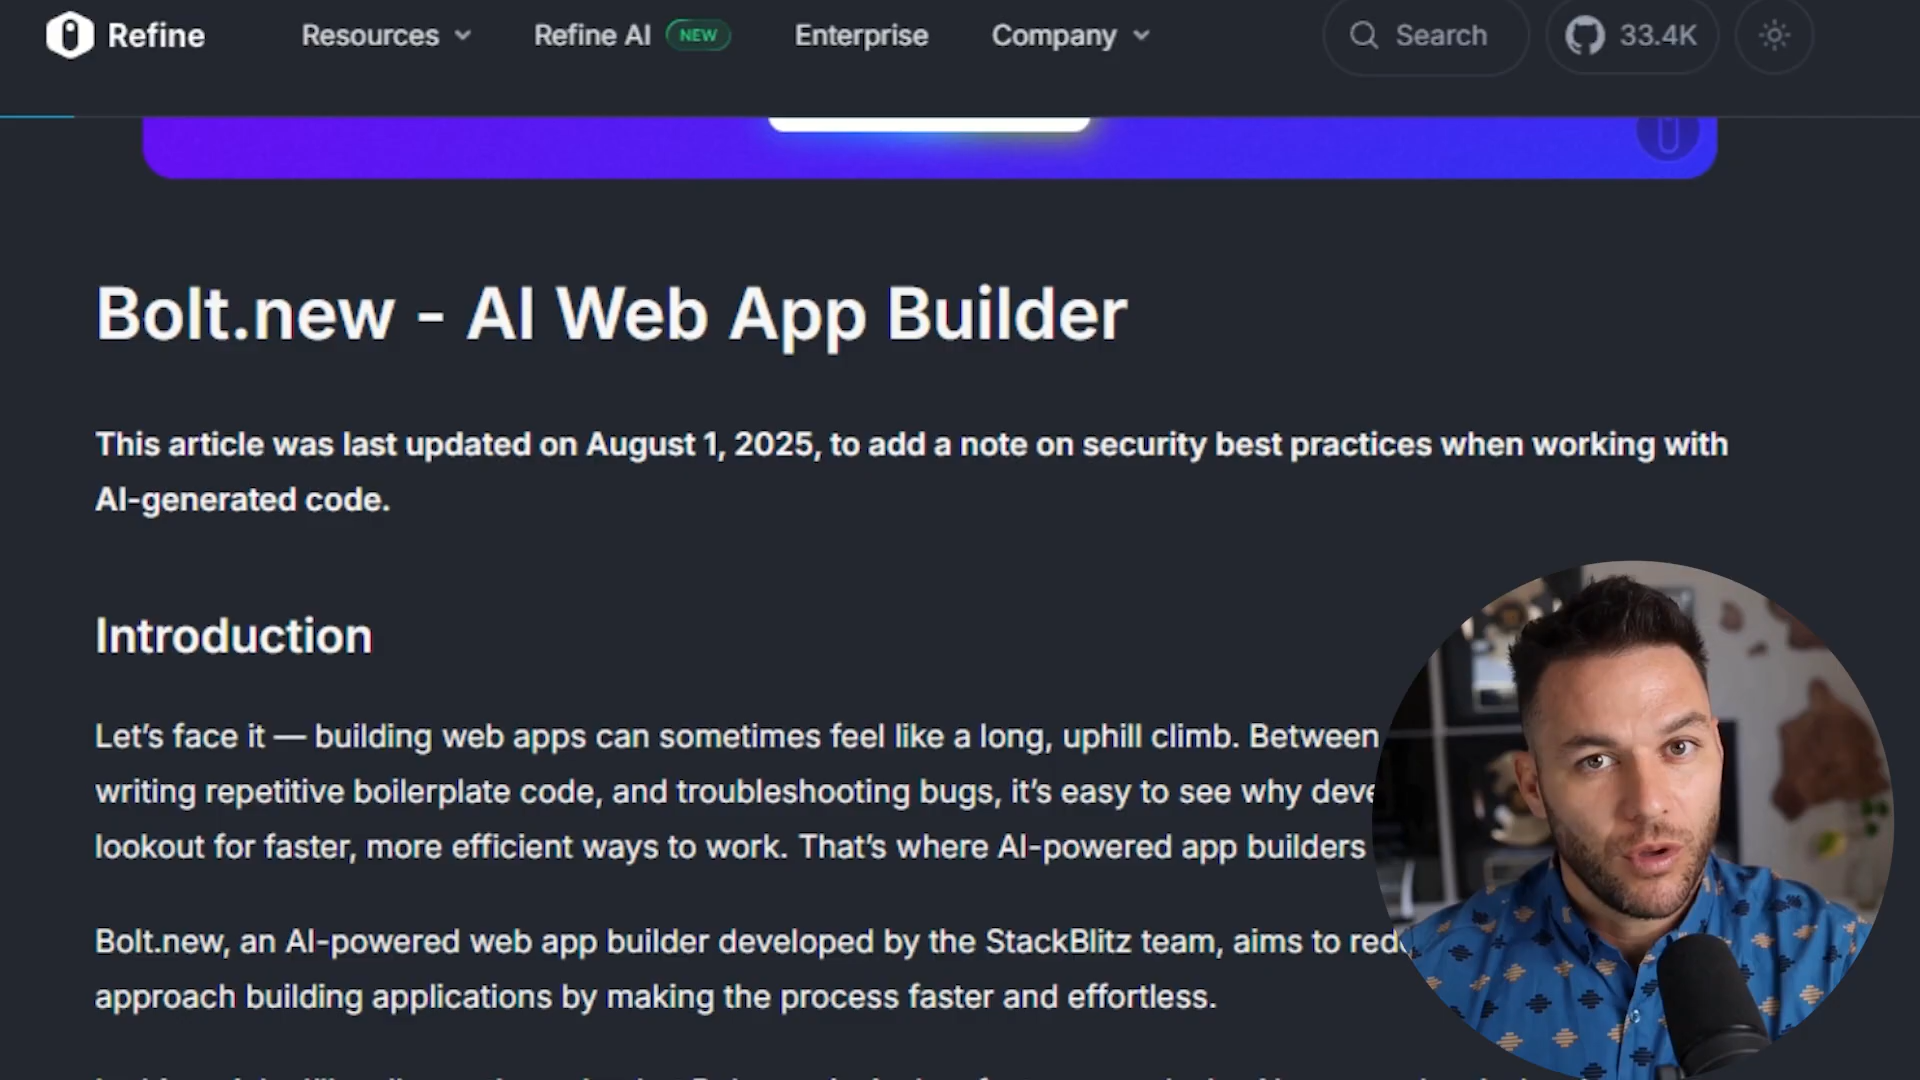 Refine
Resources
Refine AI NEW
Enterprise
Company
Search
33.4K
Bolt.new - AI Web App Builder
This article was last updated on August 1, 2025, to add a note on security best practices when working with
AI-generated code.
Introduction
Let’s face it — building web apps can sometimes feel like a long, uphill climb. Between
writing repetitive boilerplate code, and troubleshooting bugs, it’s easy to see why deve
lookout for faster, more efficient ways to work. That’s where AI-powered app builders
Bolt.new, an AI-powered web app builder developed by the StackBlitz team, aims to red
approach building applications by making the process faster and effortless.